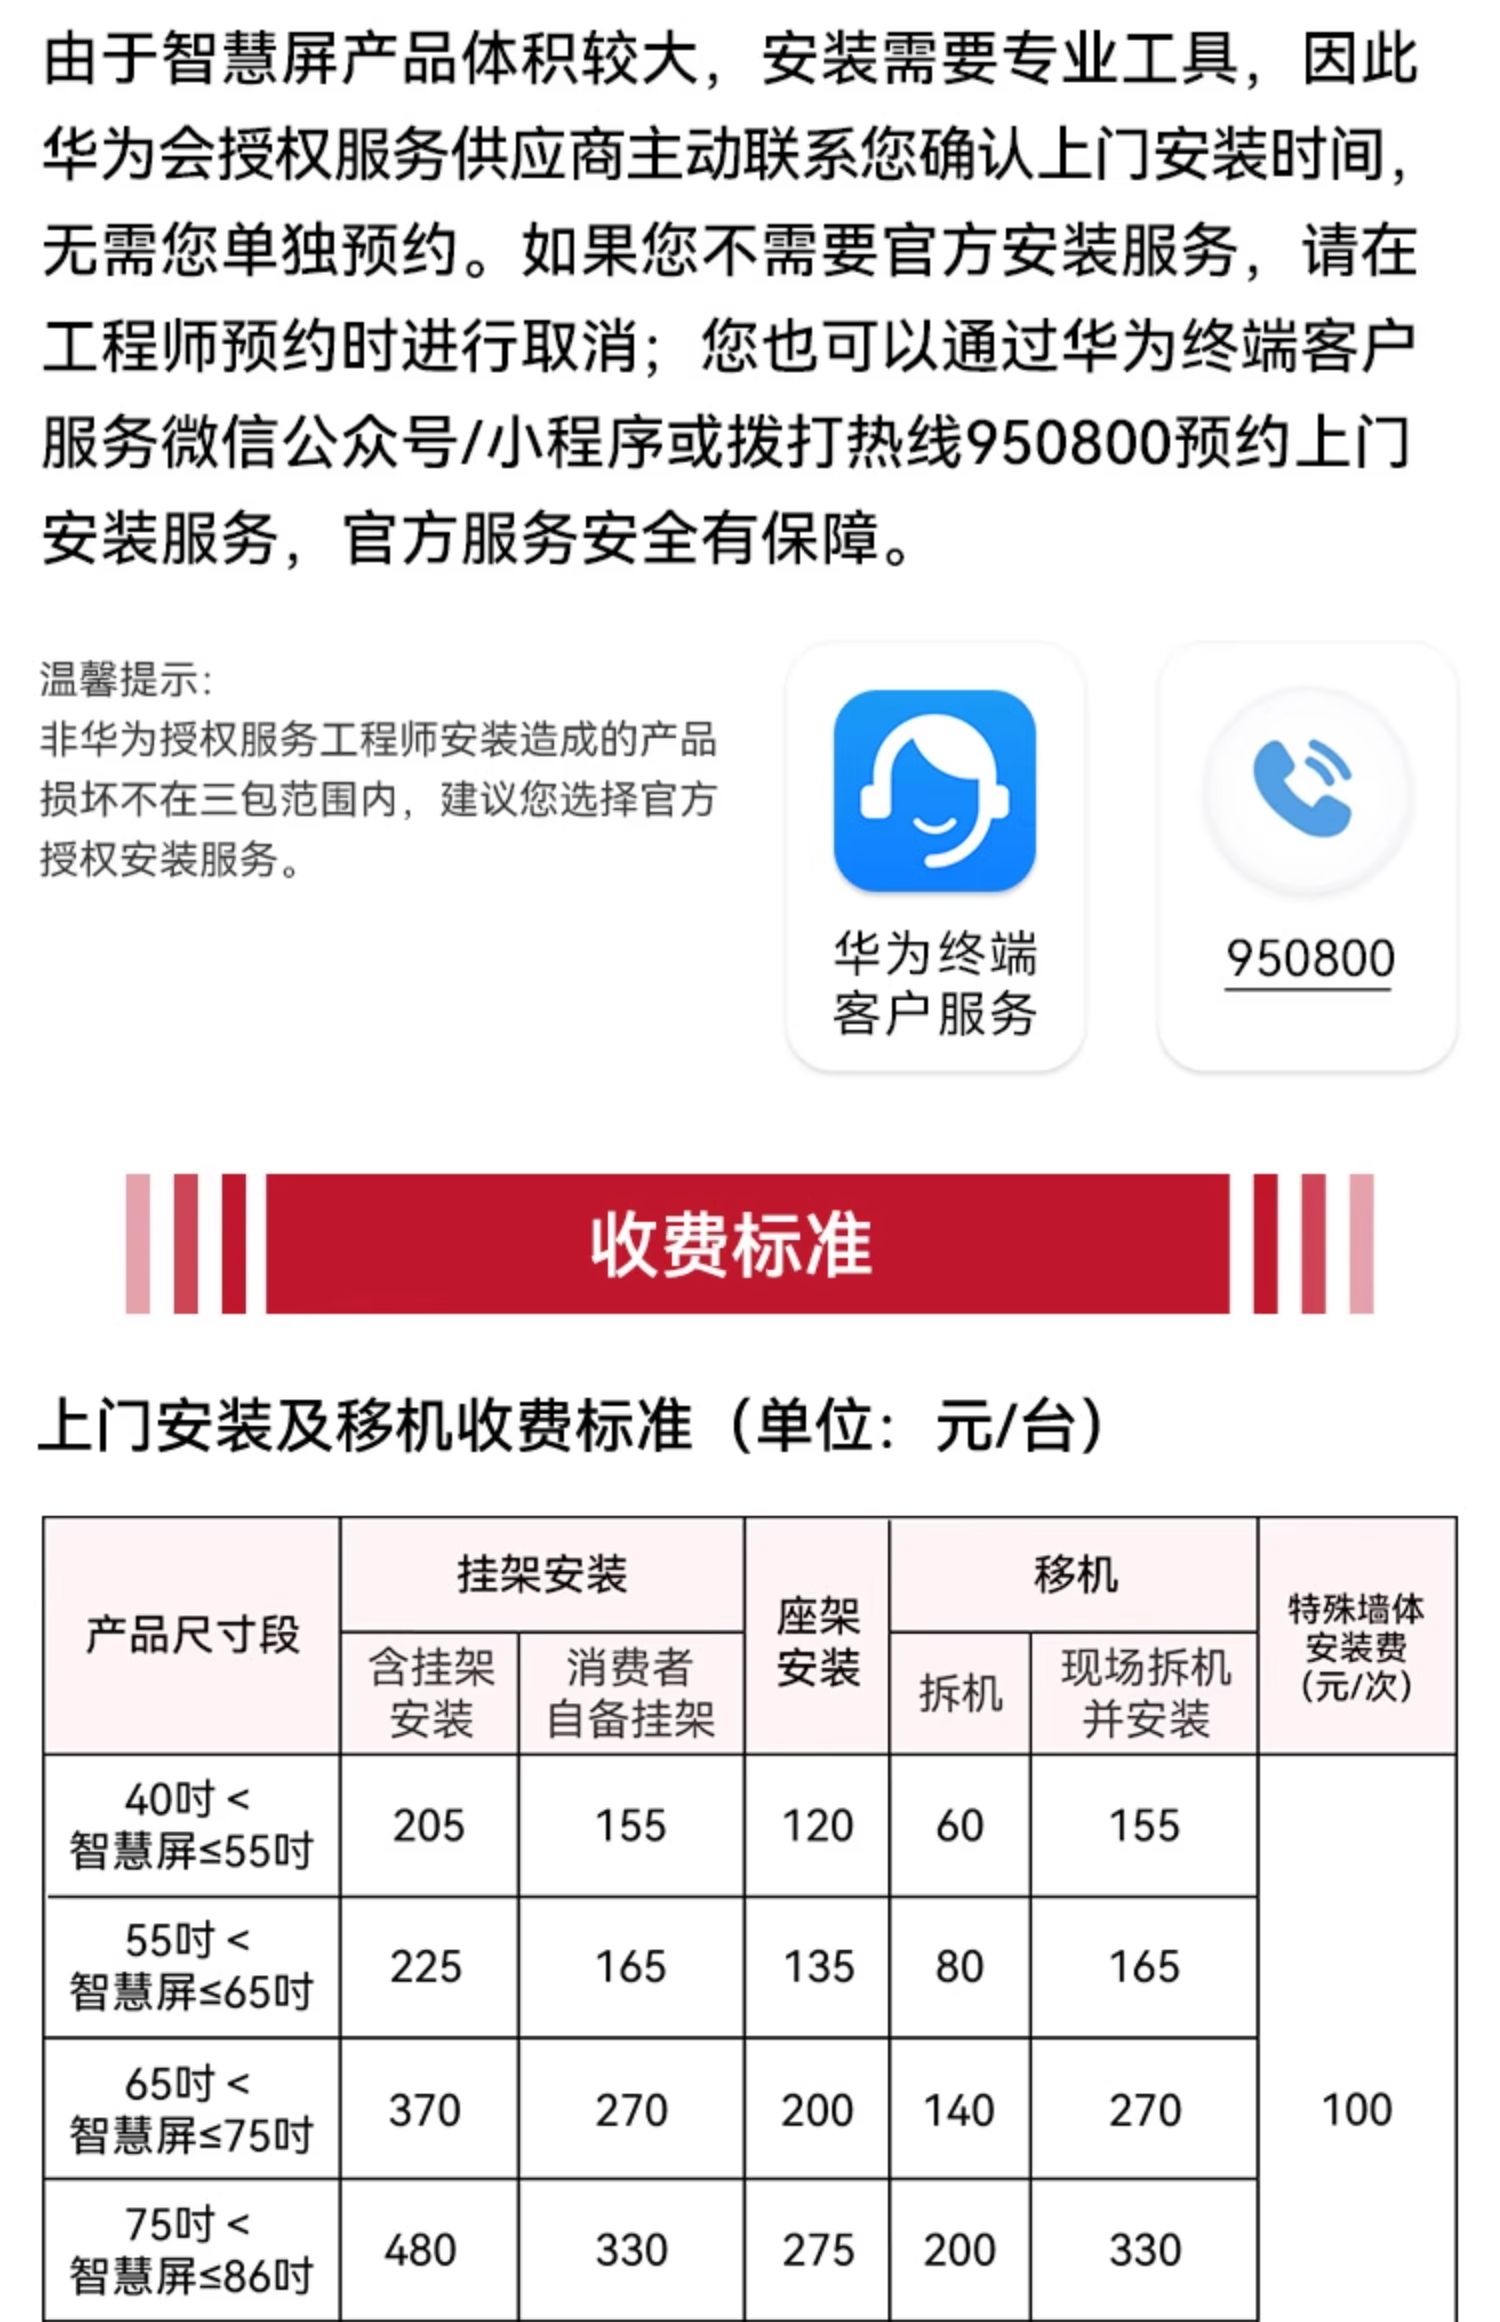 由于智慧屏产品体积较大，安装需要专业工具，因此
华为会授权服务供应商主动联系您确认上门安装时间，
无需您单独预约。如果您不需要官方安装服务，请在
工程师预约时进行取消；您也可以通过华为终端客户
服务微信公众号/小程序或拨打热线950800预约上门
安装服务，官方服务安全有保障。
温馨提示：
非华为授权服务工程师安装造成的产品
损坏不在三包范围内，建议您选择官方
授权安装服务。
华为终端
客户服务
950800
收费标准
上门安装及移机收费标准（单位：元/台）
产品尺寸段
挂架安装
含挂架
安装
消费者
自备挂架
座架
安装
移机
拆机
现场拆机
并安装
特殊墙体
安装费
（元/次）
40吋＜
智慧屏≤55吋
205
155
120
60
155
55吋＜
智慧屏≤65吋
225
165
135
80
165
65吋＜
智慧屏≤75吋
370
270
200
140
270
100
75吋＜
智慧屏≤86吋
480
330
275
200
330